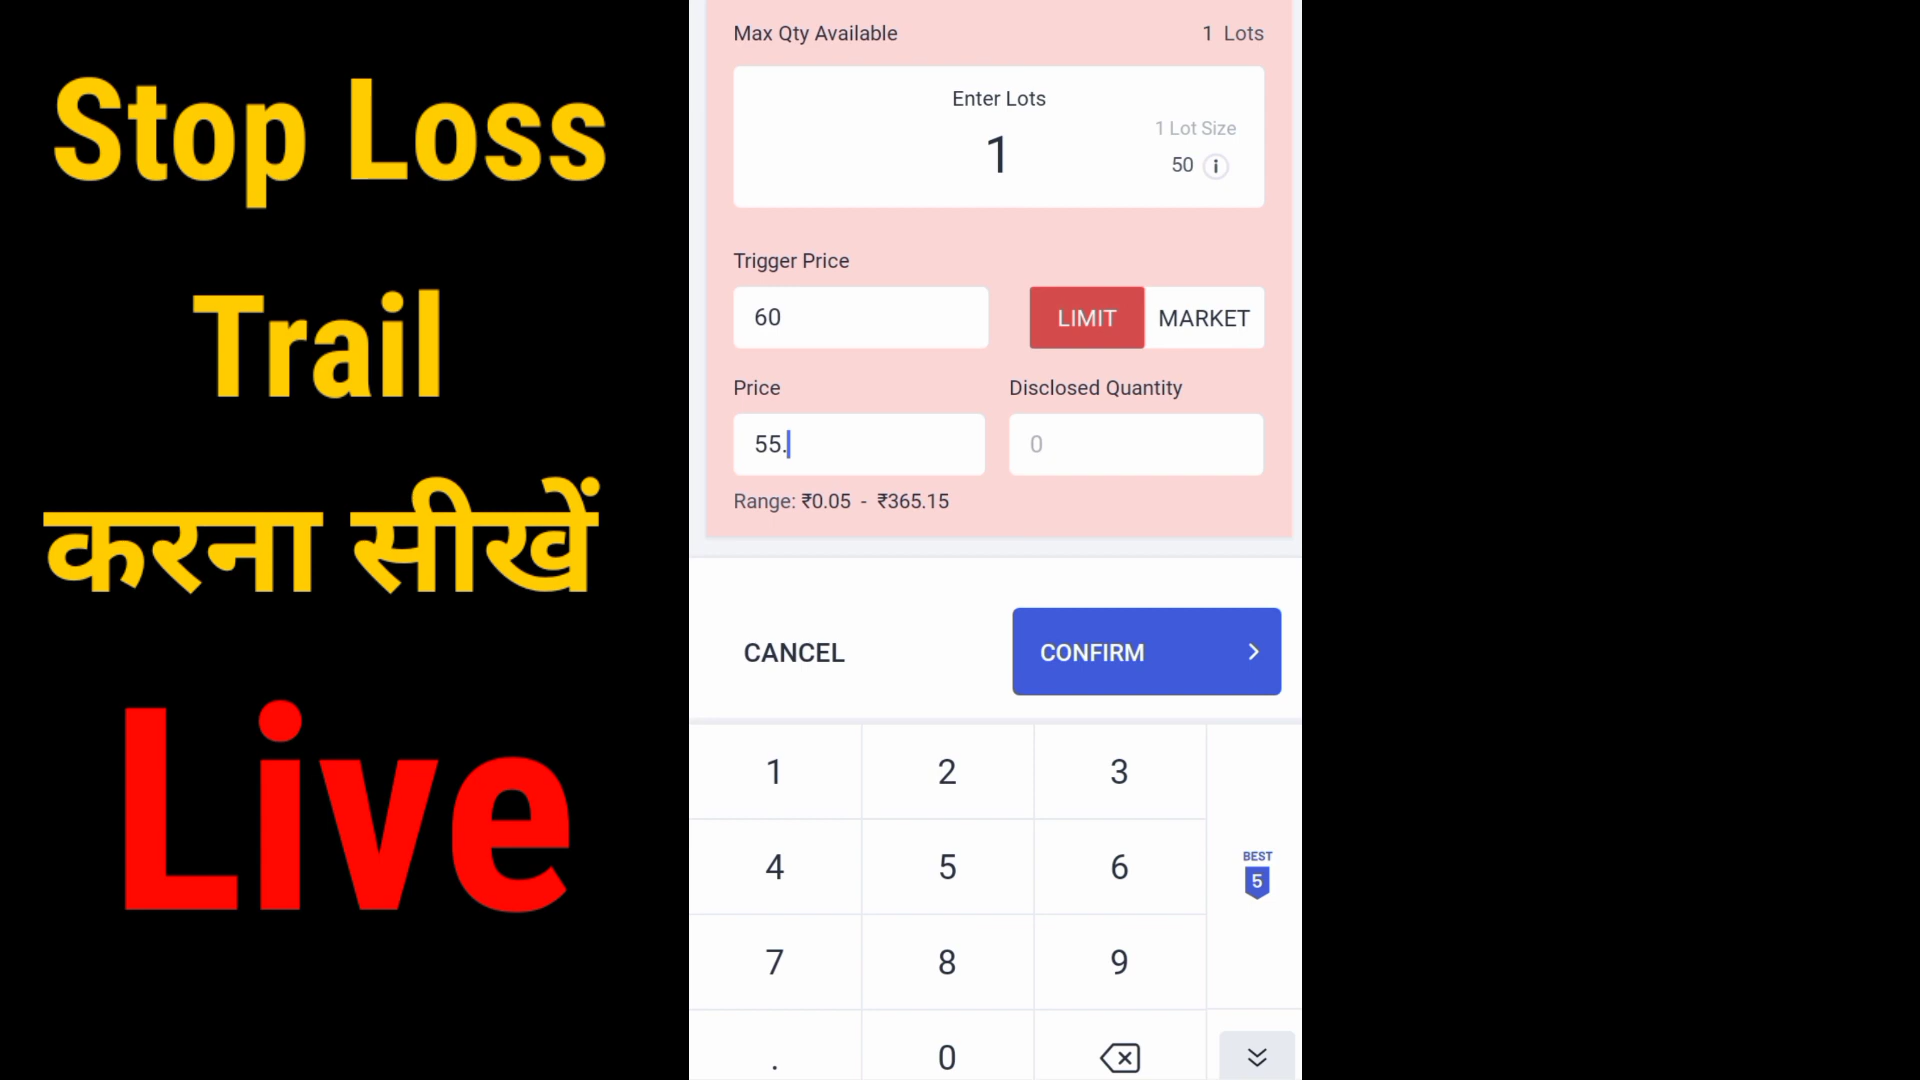 Stop Loss
Trail
करना सीखें
Live
Max Qty Available 1 Lots
Enter Lots
1
1 Lot Size
50 i
Trigger Price
60
LIMIT MARKET
Price Disclosed Quantity
55. 0
Range: ₹0.05 - ₹365.15
CANCEL CONFIRM
1 2 3
4 5 6
BEST
5
7 8 9
. 0